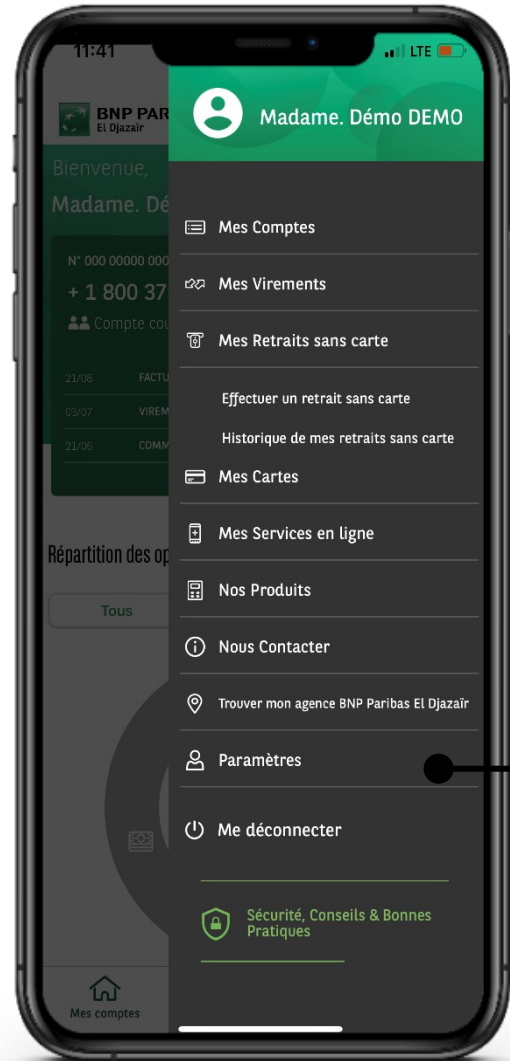 11:41
LTE
BNP PAR
El Djazaïr
Madame. Démo DEMO
Bienvenue,
Madame. Dé
Mes Comptes
N° 000 00000 000
+ 1 800 37
Mes Virements
Compte cou
Mes Retraits sans carte
21/08 FACTU
Effectuer un retrait sans carte
03/07 VIREM
Historique de mes retraits sans carte
21/06 COMM
Mes Cartes
Mes Services en ligne
Répartition des op
Nos Produits
Tous
Nous Contacter
Trouver mon agence BNP Paribas El Djazaïr
Paramètres
Me déconnecter
Sécurité, Conseils & Bonnes
Pratiques
Mes comptes